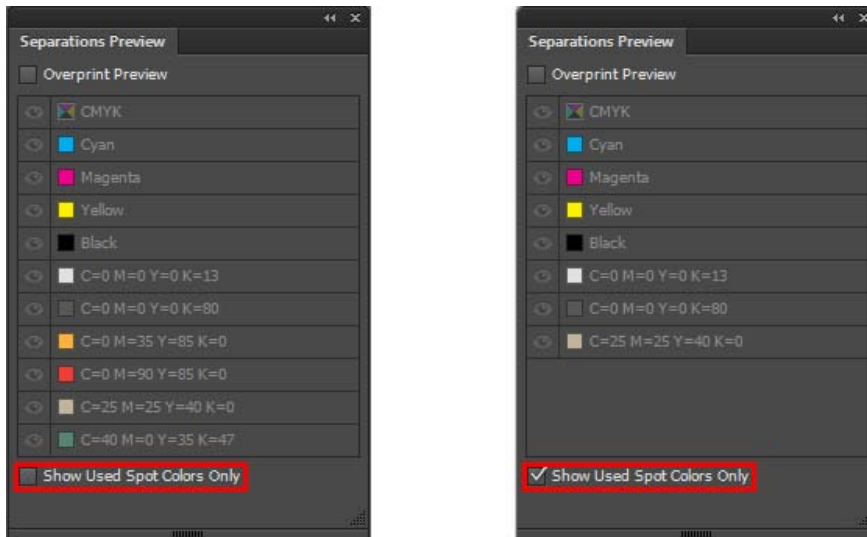 Separations Preview
Overprint Preview
CMYK
Cyan
Magenta
Yellow
Black
C=0 M=0 Y=0 K=13
C=0 M=0 Y=0 K=80
C=0 M=35 Y=85 K=0
C=0 M=90 Y=85 K=0
C=25 M=25 Y=40 K=0
C=40 M=0 Y=35 K=47
Show Used Spot Colors Only
Separations Preview
Overprint Preview
CMYK
Cyan
Magenta
Yellow
Black
C=0 M=0 Y=0 K=13
C=0 M=0 Y=0 K=80
C=25 M=25 Y=40 K=0
Show Used Spot Colors Only